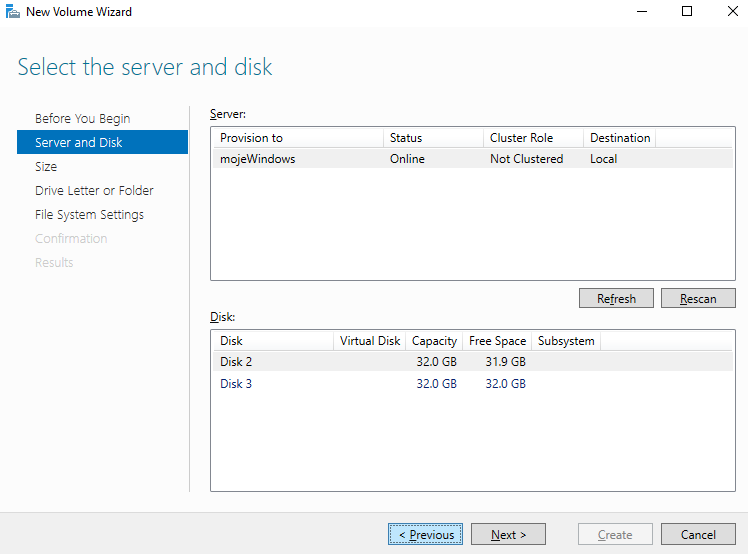 New Volume Wizard
Select the server and disk
Before You Begin
Server and Disk
Size
Drive Letter or Folder
File System Settings
Confirmation
Results
Server:
Provision to Status Cluster Role Destination
mojeWindows Online Not Clustered Local
Refresh Rescan
Disk:
Disk Virtual Disk Capacity Free Space Subsystem
Disk 2 32.0 GB 31.9 GB
Disk 3 32.0 GB 32.0 GB
< Previous Next > Create Cancel